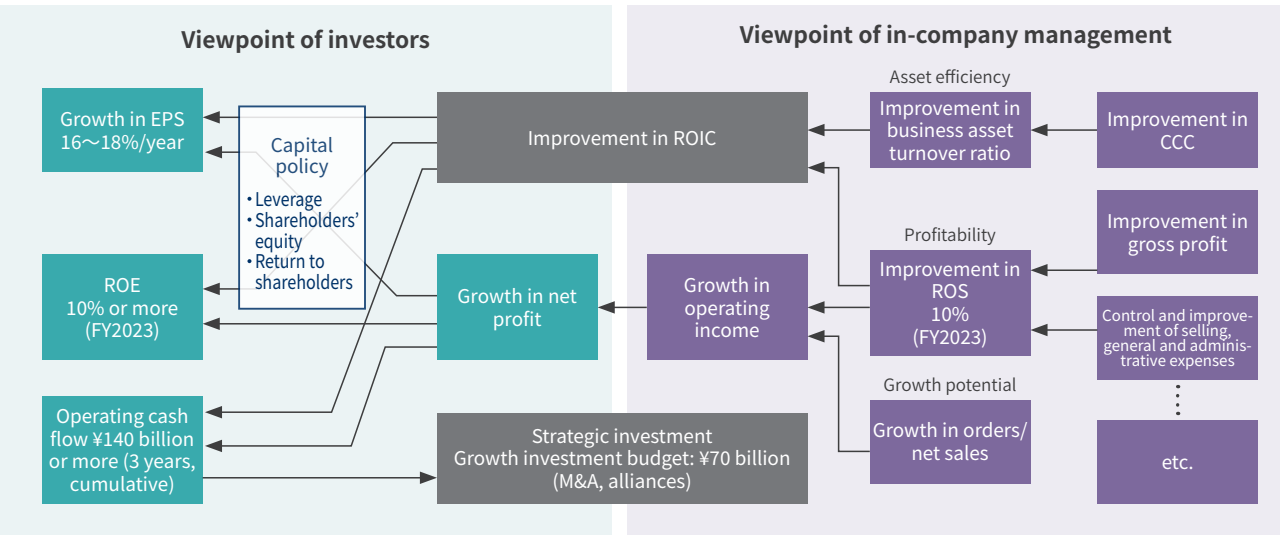 Viewpoint of investors
Growth in EPS
16～18%/year
Capital
policy
・Leverage
・Shareholders’
equity
・Return to
shareholders
ROE
10% or more
(FY2023)
Operating cash
flow ¥140 billion
or more (3 years,
cumulative)
Improvement in ROIC
Growth in net
profit
Strategic investment
Growth investment budget: ¥70 billion
(M&A, alliances)
Viewpoint of in-company management
Growth in
operating
income
Asset efficiency
Improvement in
business asset
turnover ratio
Profitability
Improvement in
ROS
10%
(FY2023)
Growth potential
Growth in orders/
net sales
Improvement in
CCC
Improvement in
gross profit
Control and improve-
ment of selling,
general and adminis-
trative expenses
etc.